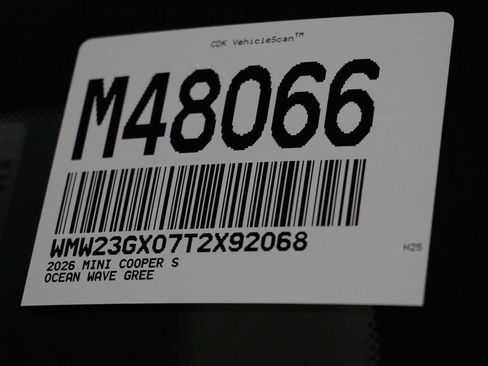 CDK VehicleScan™
M48066
WMW23GX07T2X92068
H25
2026 MINI COOPER S
OCEAN WAVE GREE